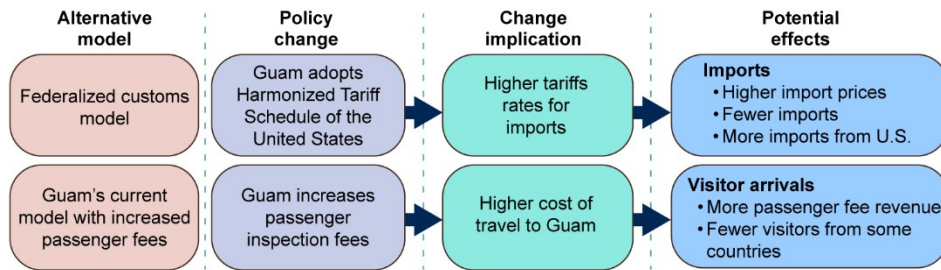 Alternative
model
Policy
change
Change
implication
Potential
effects
Federalized customs
model
Guam adopts
Harmonized Tariff
Schedule of the
United States
Higher tariffs
rates for
imports
Imports
• Higher import prices
• Fewer imports
• More imports from U.S.
Guam's current
model with increased
passenger fees
Guam increases
passenger
inspection fees
Higher cost of
travel to Guam
Visitor arrivals
• More passenger fee revenue
• Fewer visitors from some
countries